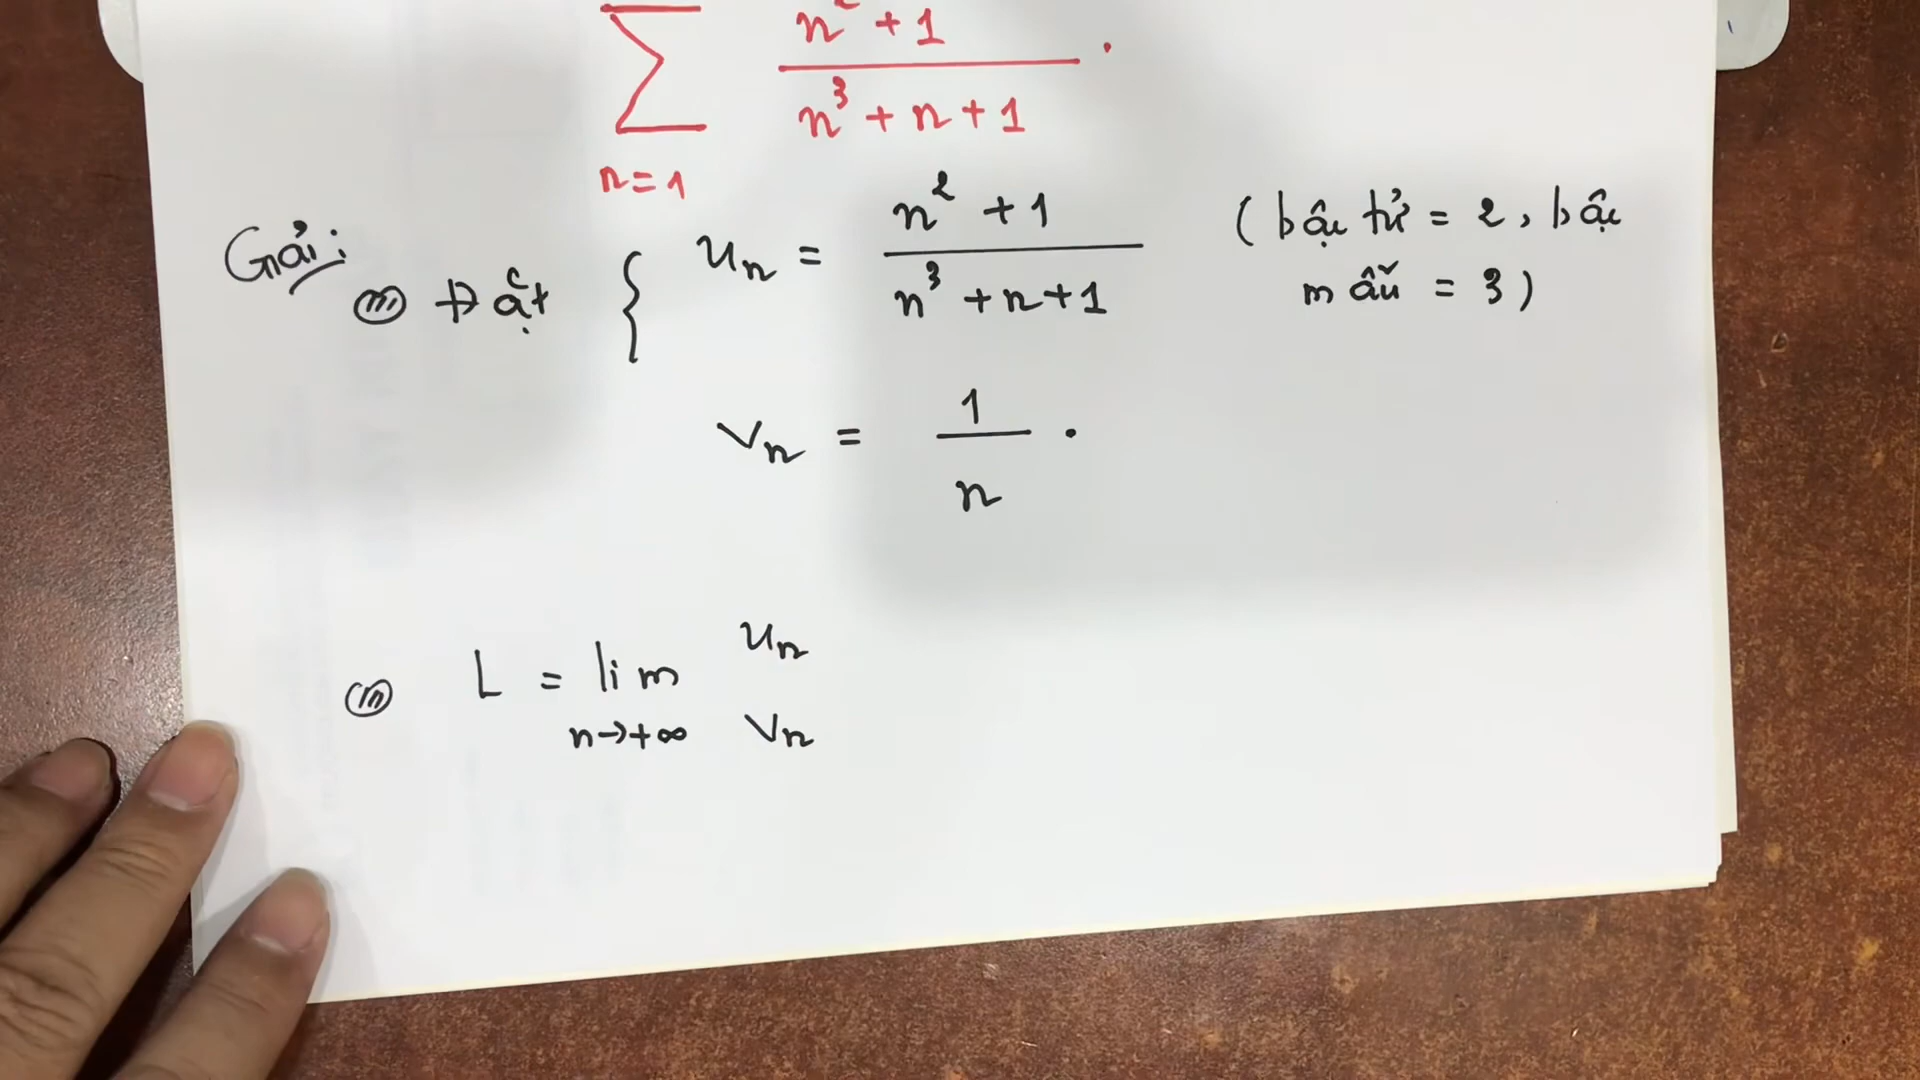 ∑ n=1 (n² + 1)/(n³ + n + 1) .
Giải:
Đặt { uₙ = (n² + 1)/(n³ + n + 1) (bậc tử = 2, bậc
mẫu = 3)
vₙ = 1/n .
L = lim n→+∞ uₙ vₙ